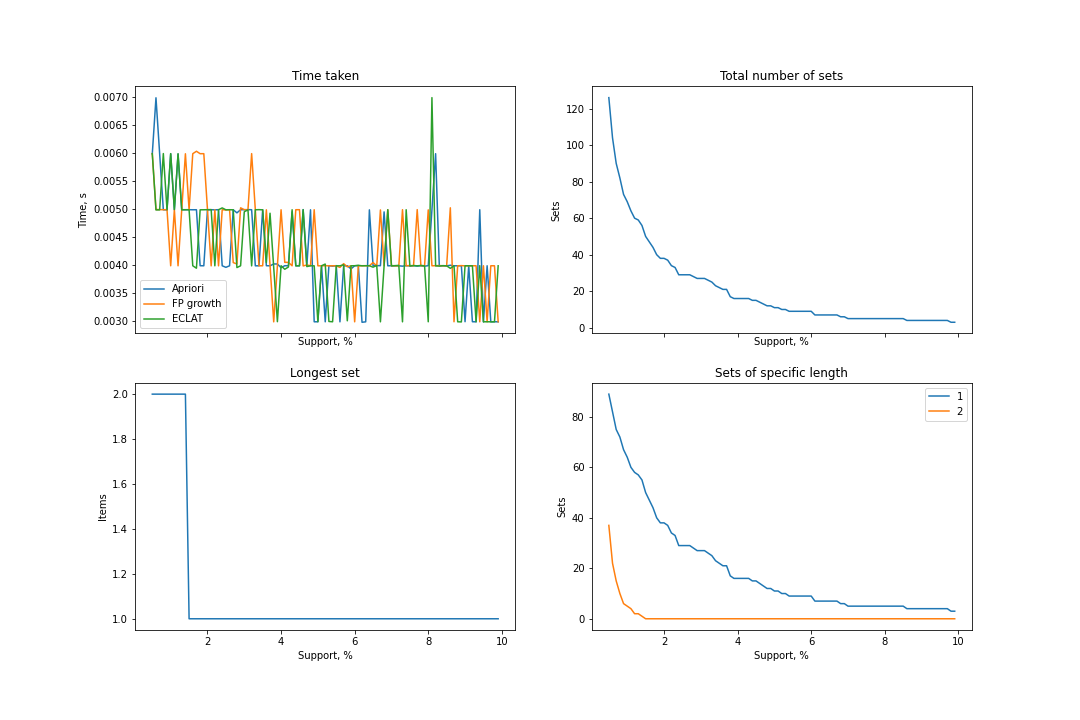 Time taken
Time, s
0.0070
0.0065
0.0060
0.0055
0.0050
0.0045
0.0040
0.0035
0.0030
Apriori
FP growth
ECLAT
Support, %
Total number of sets
Sets
120
100
80
60
40
20
0
Support, %
Longest set
Items
2.0
1.8
1.6
1.4
1.2
1.0
2 4 6 8 10
Support, %
Sets of specific length
Sets
80
60
40
20
0
1
2
2 4 6 8 10
Support, %